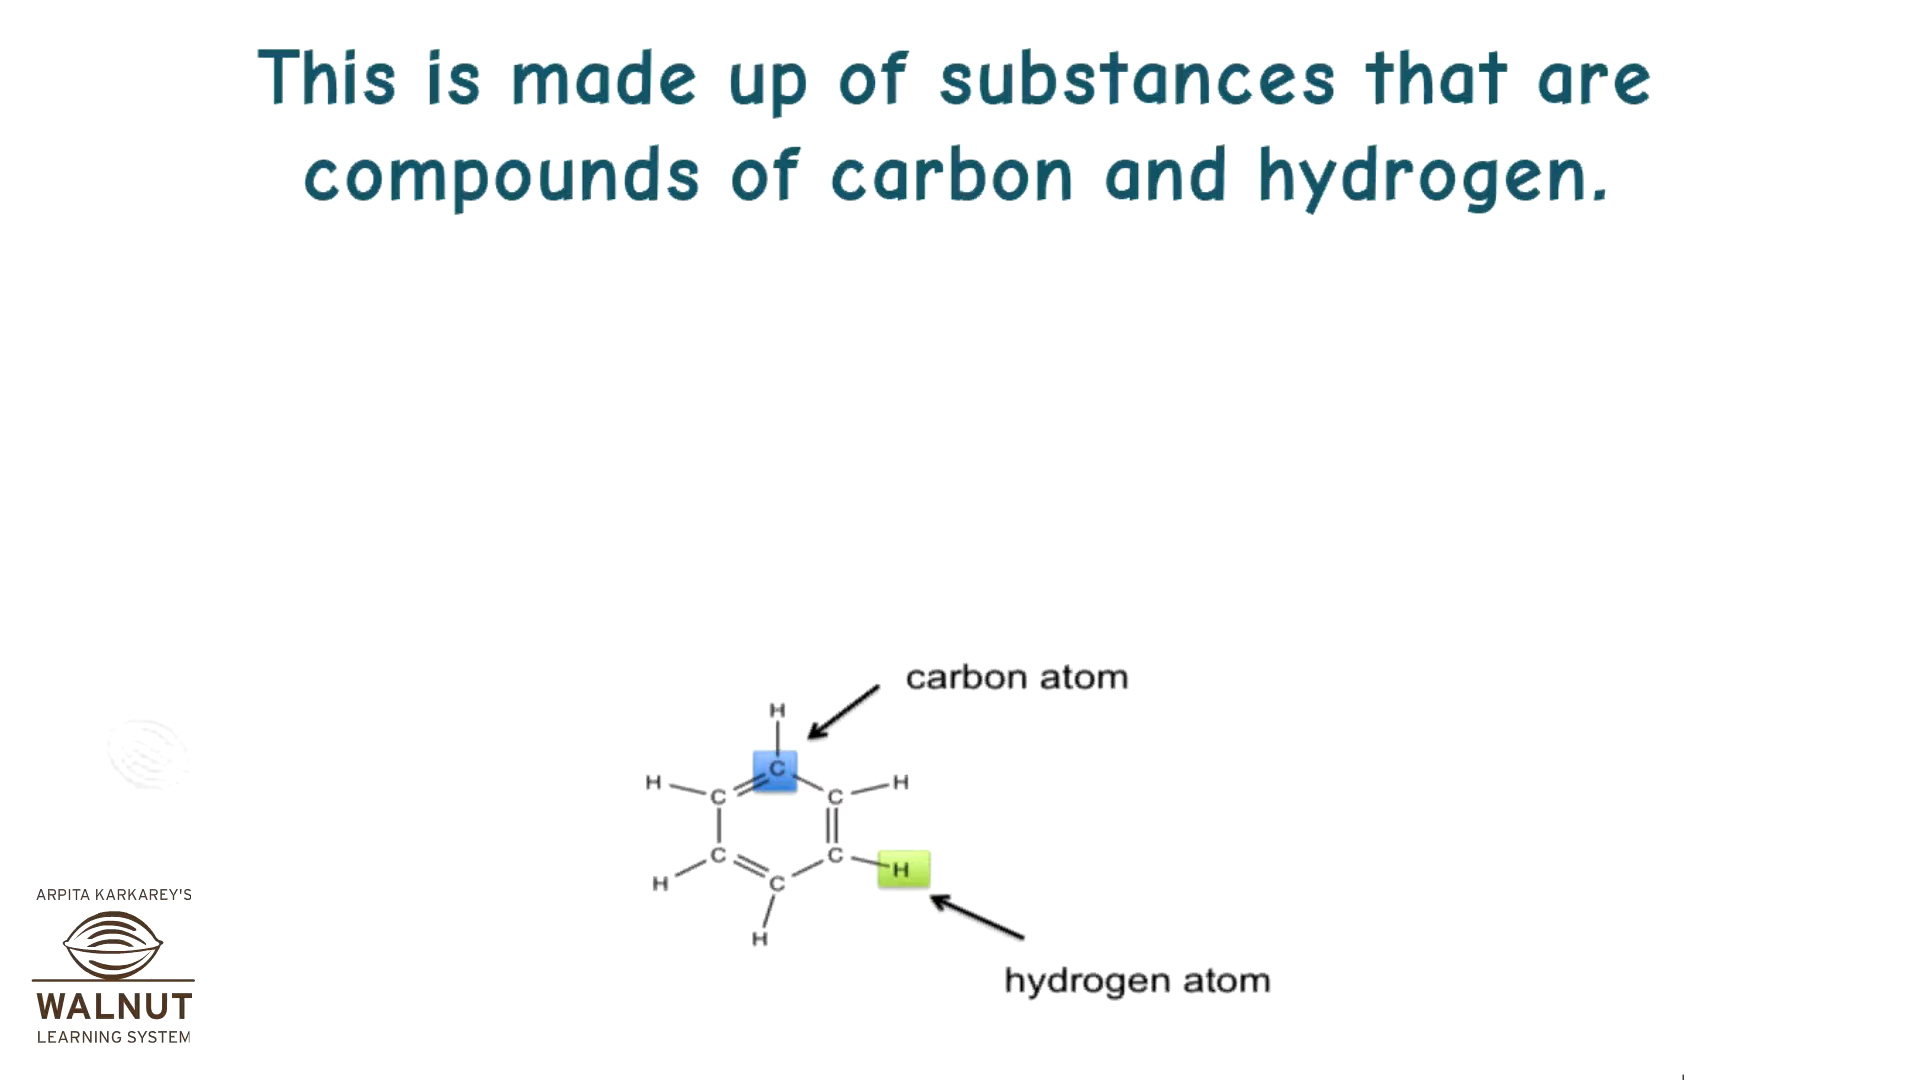 This is made up of substances that are
compounds of carbon and hydrogen.
carbon atom
H
C
H
H
C
C
C
C
H
H
C
H
hydrogen atom
ARPITA KARKAREY'S
WALNUT
LEARNING SYSTEM